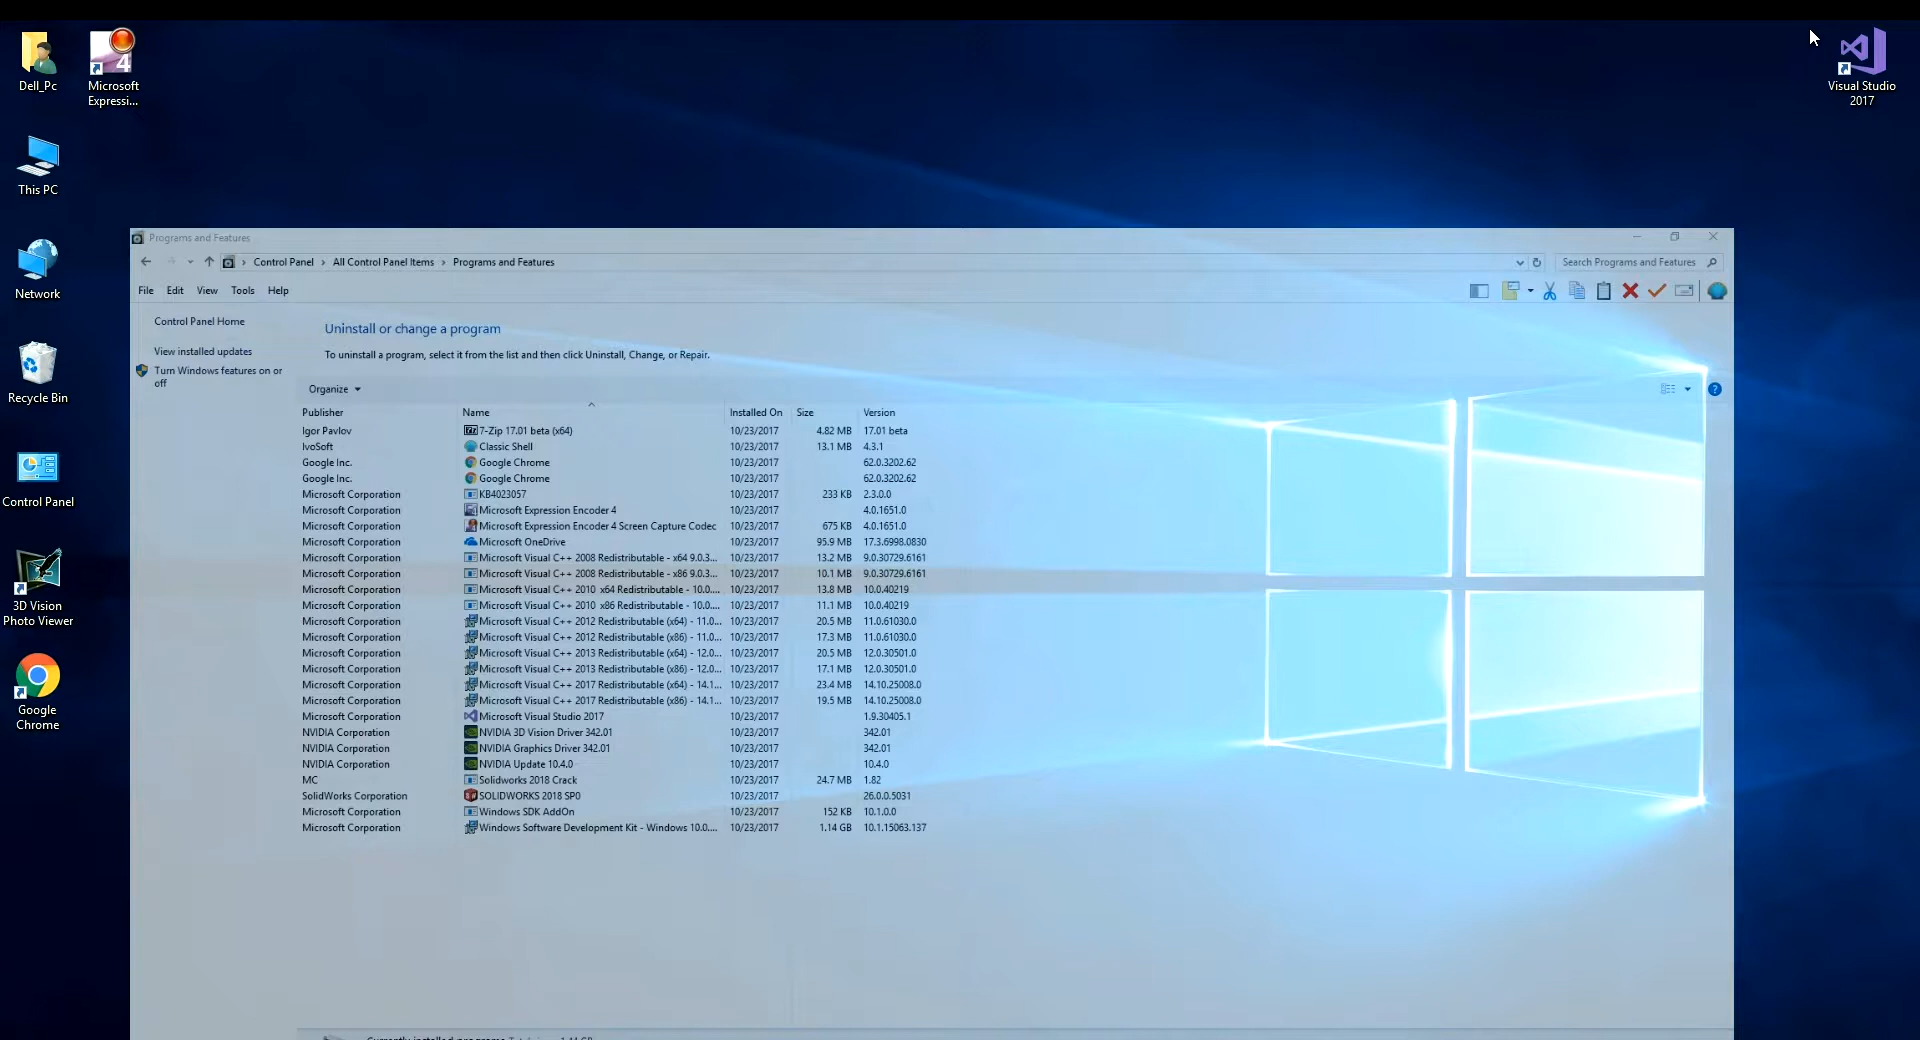 Dell_Pc
Microsoft
Expressi...
4
This PC
Network
Recycle Bin
Control Panel
3D Vision
Photo Viewer
Google
Chrome
Visual Studio
2017
Programs and Features
Control Panel › All Control Panel Items › Programs and Features
Search Programs and Features
File Edit View Tools Help
Control Panel Home
View installed updates
Turn Windows features on or
off
Uninstall or change a program
To uninstall a program, select it from the list and then click Uninstall, Change, or Repair.
Organize
Publisher Name Installed On Size Version
Igor Pavlov 7-Zip 17.01 beta (x64) 10/23/2017 4.82 MB 17.01 beta
IvoSoft Classic Shell 10/23/2017 13.1 MB 4.3.1
Google Inc. Google Chrome 10/23/2017 62.0.3202.62
Google Inc. Google Chrome 10/23/2017 62.0.3202.62
Microsoft Corporation KB4023057 10/23/2017 233 KB 2.3.0.0
Microsoft Corporation Microsoft Expression Encoder 4 10/23/2017 4.0.1651.0
Microsoft Corporation Microsoft Expression Encoder 4 Screen Capture Codec 10/23/2017 675 KB 4.0.1651.0
Microsoft Corporation Microsoft OneDrive 10/23/2017 95.9 MB 17.3.6998.0830
Microsoft Corporation Microsoft Visual C++ 2008 Redistributable - x64 9.0.3... 10/23/2017 13.2 MB 9.0.30729.6161
Microsoft Corporation Microsoft Visual C++ 2008 Redistributable - x86 9.0.3... 10/23/2017 10.1 MB 9.0.30729.6161
Microsoft Corporation Microsoft Visual C++ 2010 x64 Redistributable - 10.0.... 10/23/2017 13.8 MB 10.0.40219
Microsoft Corporation Microsoft Visual C++ 2010 x86 Redistributable - 10.0.... 10/23/2017 11.1 MB 10.0.40219
Microsoft Corporation Microsoft Visual C++ 2012 Redistributable (x64) - 11.0... 10/23/2017 20.5 MB 11.0.61030.0
Microsoft Corporation Microsoft Visual C++ 2012 Redistributable (x86) - 11.0... 10/23/2017 17.3 MB 11.0.61030.0
Microsoft Corporation Microsoft Visual C++ 2013 Redistributable (x64) - 12.0... 10/23/2017 20.5 MB 12.0.30501.0
Microsoft Corporation Microsoft Visual C++ 2013 Redistributable (x86) - 12.0... 10/23/2017 17.1 MB 12.0.30501.0
Microsoft Corporation Microsoft Visual C++ 2017 Redistributable (x64) - 14.1... 10/23/2017 23.4 MB 14.10.25008.0
Microsoft Corporation Microsoft Visual C++ 2017 Redistributable (x86) - 14.1... 10/23/2017 19.5 MB 14.10.25008.0
Microsoft Corporation Microsoft Visual Studio 2017 10/23/2017 1.9.30405.1
NVIDIA Corporation NVIDIA 3D Vision Driver 342.01 10/23/2017 342.01
NVIDIA Corporation NVIDIA Graphics Driver 342.01 10/23/2017 342.01
NVIDIA Corporation NVIDIA Update 10.4.0 10/23/2017 10.4.0
MC Solidworks 2018 Crack 10/23/2017 24.7 MB 1.82
SolidWorks Corporation SOLIDWORKS 2018 SP0 10/23/2017 26.0.0.5031
Microsoft Corporation Windows SDK AddOn 10/23/2017 152 KB 10.1.0.0
Microsoft Corporation Windows Software Development Kit - Windows 10.0.... 10/23/2017 1.14 GB 10.1.15063.137
Currently installed programs